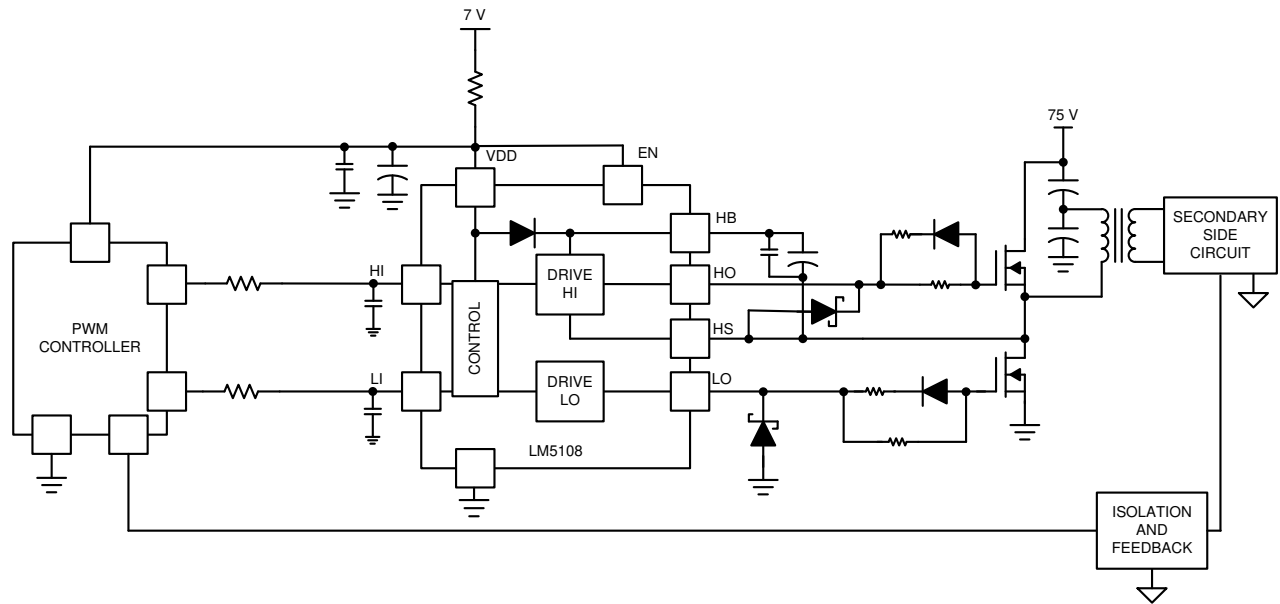 7 V
75 V
VDD
EN
HB
SECONDARY
SIDE
CIRCUIT
HI
DRIVE
HI
HO
PWM
CONTROLLER
CONTROL
HS
LI
DRIVE
LO
LO
LM5108
ISOLATION
AND
FEEDBACK